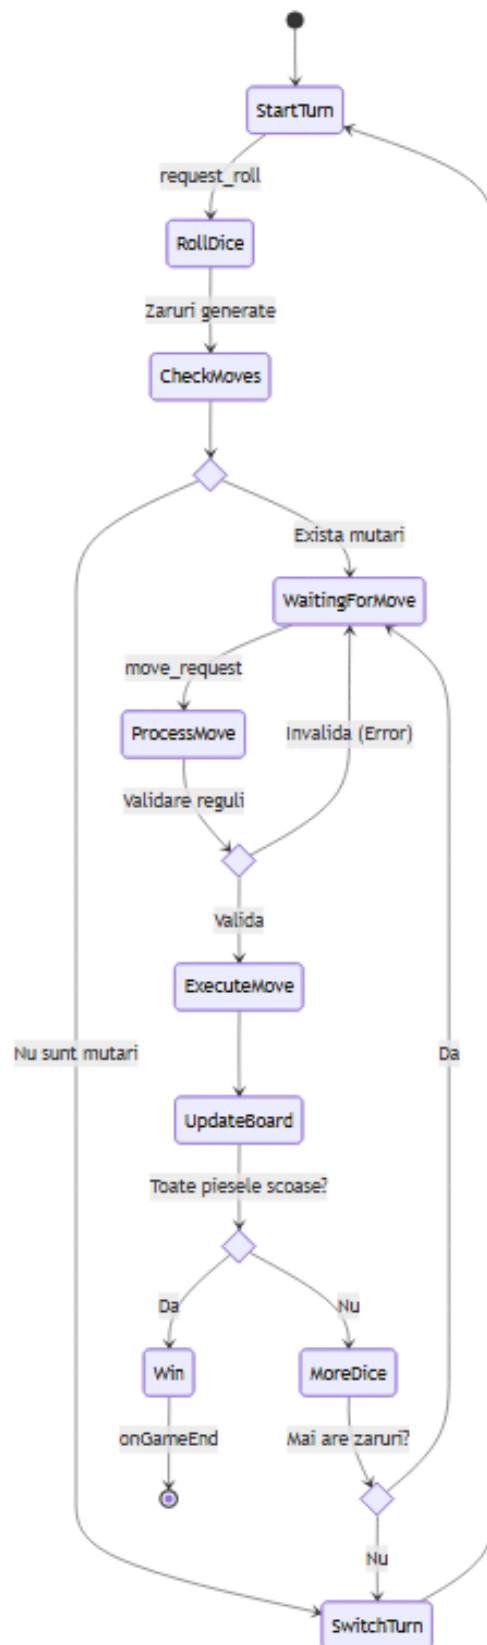 StartTurn
request_roll
RollDice
Zaruri generate
CheckMoves
Exista mutari
WaitingForMove
move_request
ProcessMove
Invalida (Error)
Validare reguli
Valida
ExecuteMove
Nu sunt mutari
Da
UpdateBoard
Toate piesele scoase?
Da
Nu
Win
MoreDice
onGameEnd
Mai are zaruri?
Nu
SwitchTurn